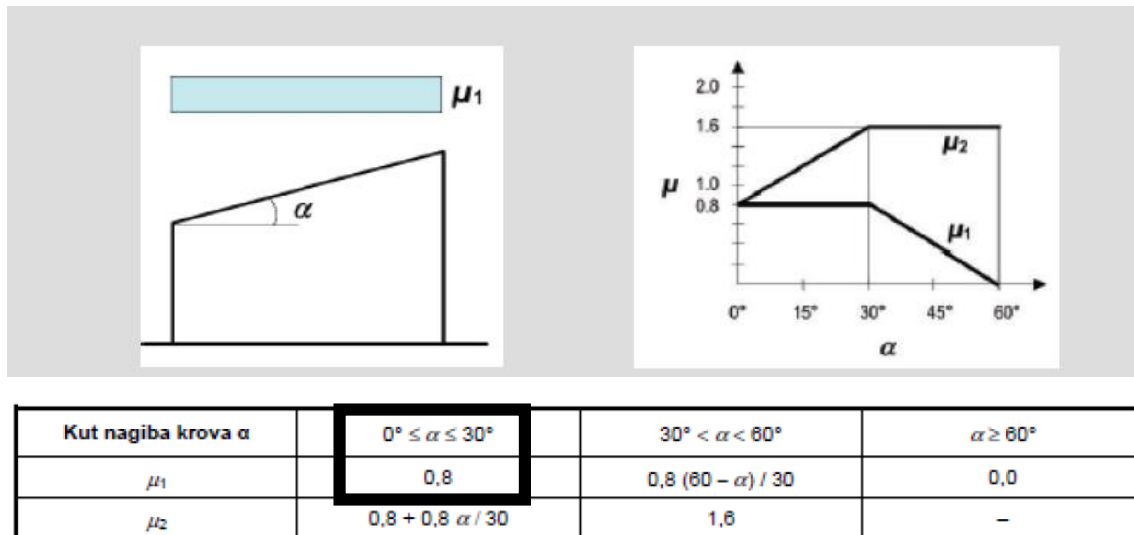 μ1
α
2.0
1.6
μ2
μ 1.0
0.8
μ1
0° 15° 30° 45° 60°
α
Kut nagiba krova α 0° ≤ α ≤ 30° 30° < α < 60° α ≥ 60°
μ1 0,8 0,8 (60 – α) / 30 0,0
μ2 0,8 + 0,8 α / 30 1,6 –